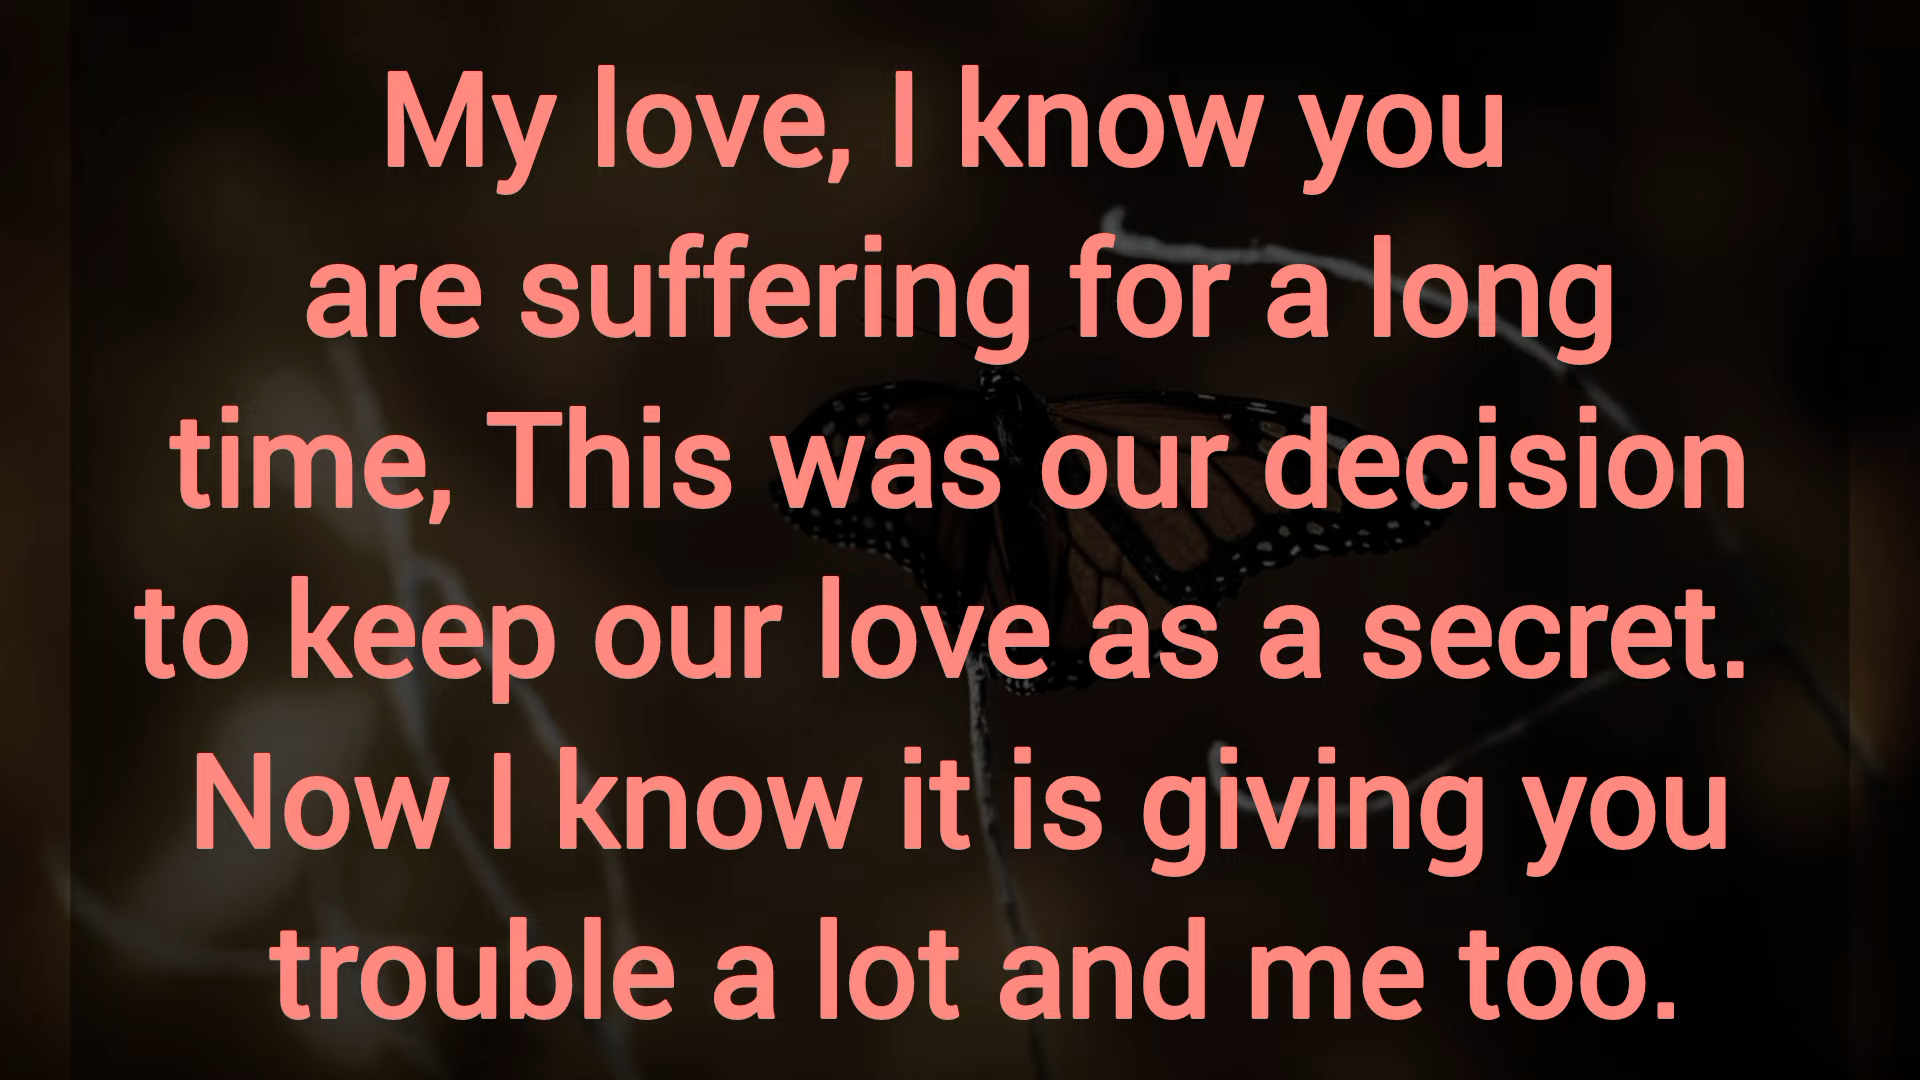 My love, I know you
are suffering for a long
time, This was our decision
to keep our love as a secret.
Now I know it is giving you
trouble a lot and me too.